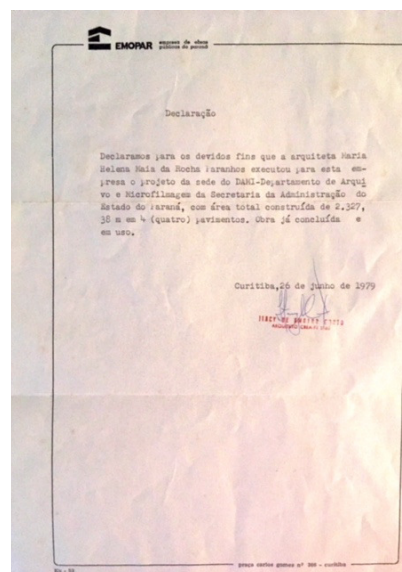 EMOPAR empresa de obras
públicas do paraná
Declaração
Declaramos para os devidos fins que a arquiteta Maria
Helena Maia da Rocha Paranhos executou para esta em-
presa o projeto da sede do DAMI-Departamento de Arqui
vo e Microfilmagem da Secretaria da Administração do
Estado do Paraná, com área total construída de 2.327,
38 m em 4 (quatro) pavimentos. Obra já concluída e
em uso.
Curitiba,26 de junho de 1979
praça carlos gomes nº - curitiba